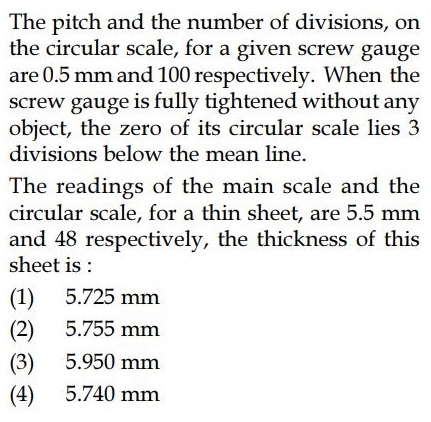 The pitch and the number of divisions, on
the circular scale, for a given screw gauge
are 0.5 mm and 100 respectively. When the
screw gauge is fully tightened without any
object, the zero of its circular scale lies 3
divisions below the mean line.
The readings of the main scale and the
circular scale, for a thin sheet, are 5.5 mm
and 48 respectively, the thickness of this
sheet is :
(1) 5.725 mm
(2) 5.755 mm
(3) 5.950 mm
(4) 5.740 mm